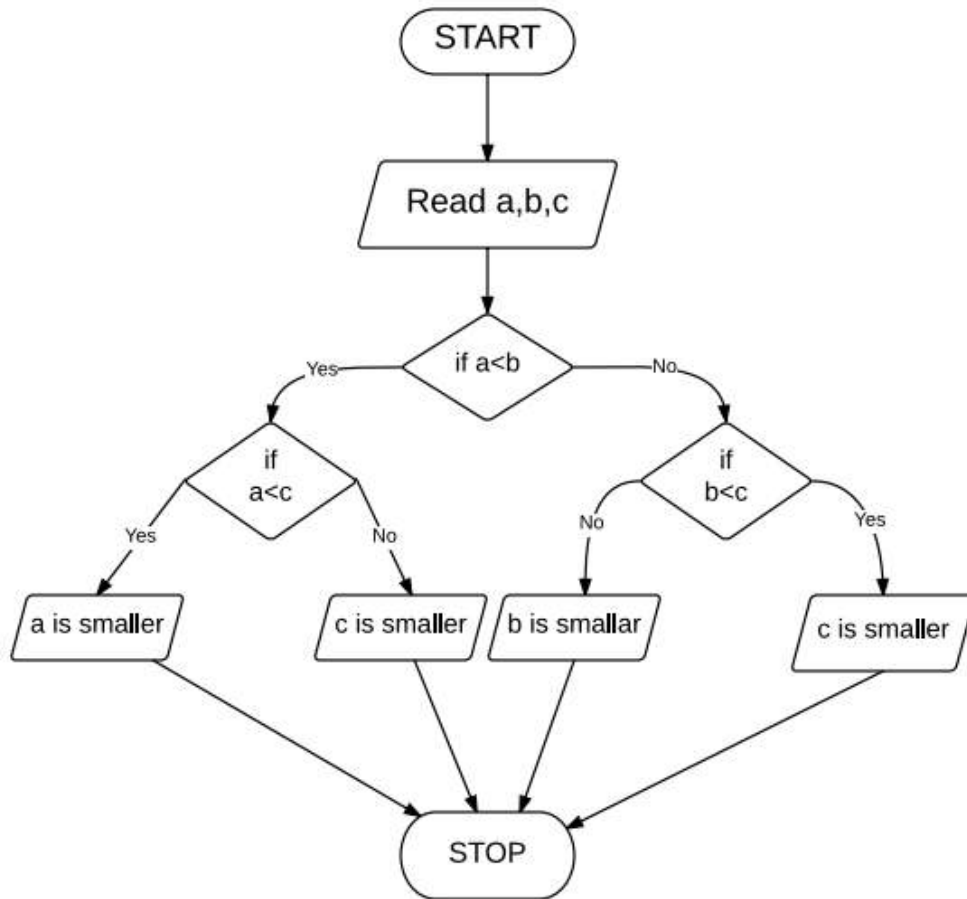 START
Read a,b,c
if a<b
Yes
No
if
a<c
if
b<c
Yes
No
No
Yes
a is smaller
c is smaller
b is smallar
c is smaller
STOP